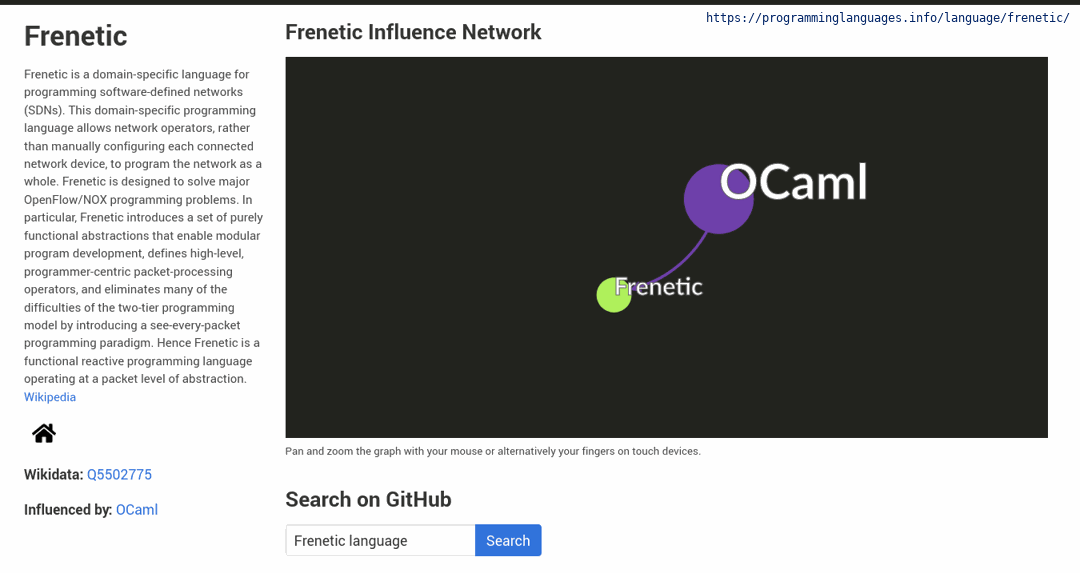 https://programminglanguages.info/language/frenetic/
Frenetic
Frenetic is a domain-specific language for
programming software-defined networks
(SDNs). This domain-specific programming
language allows network operators, rather
than manually configuring each connected
network device, to program the network as a
whole. Frenetic is designed to solve major
OpenFlow/NOX programming problems. In
particular, Frenetic introduces a set of purely
functional abstractions that enable modular
program development, defines high-level,
programmer-centric packet-processing
operators, and eliminates many of the
difficulties of the two-tier programming
model by introducing a see-every-packet
programming paradigm. Hence Frenetic is a
functional reactive programming language
operating at a packet level of abstraction.
Wikipedia
Wikidata: Q5502775
Influenced by: OCaml
Frenetic Influence Network
OCaml
Frenetic
Pan and zoom the graph with your mouse or alternatively your fingers on touch devices.
Search on GitHub
Frenetic language
Search